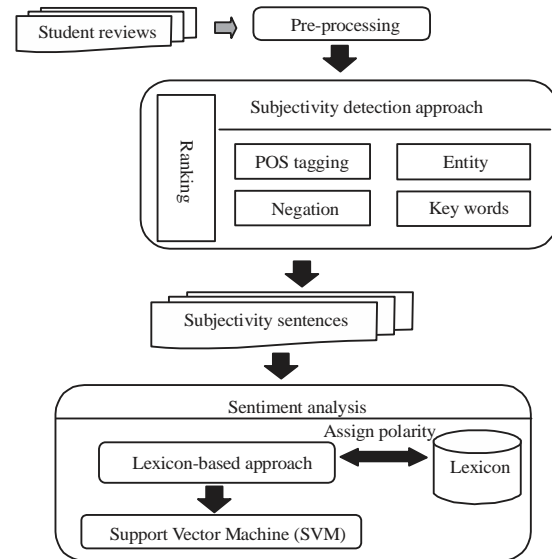 Student reviews
Pre-processing
Subjectivity detection approach
Ranking
POS tagging
Entity
Negation
Key words
Subjectivity sentences
Sentiment analysis
Assign polarity
Lexicon-based approach
Lexicon
Support Vector Machine (SVM)